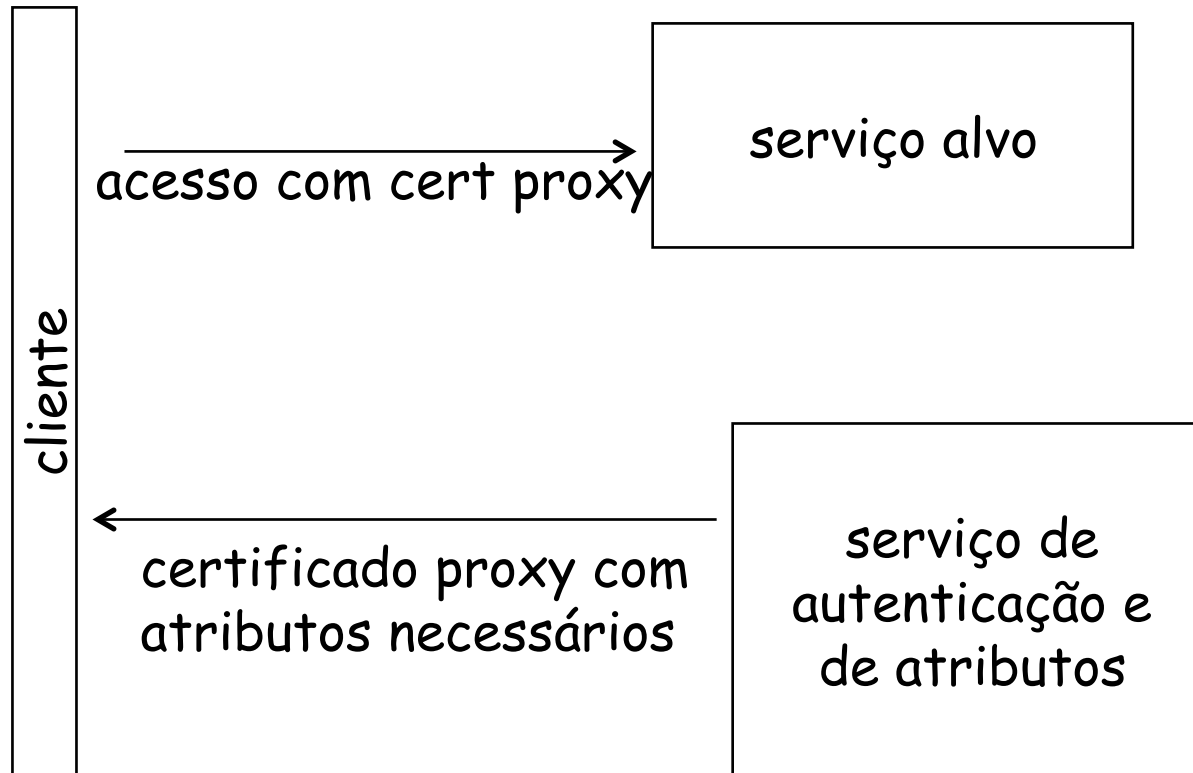 serviço alvo
acesso com cert proxy
cliente
certificado proxy com
atributos necessários
serviço de
autenticação e
de atributos